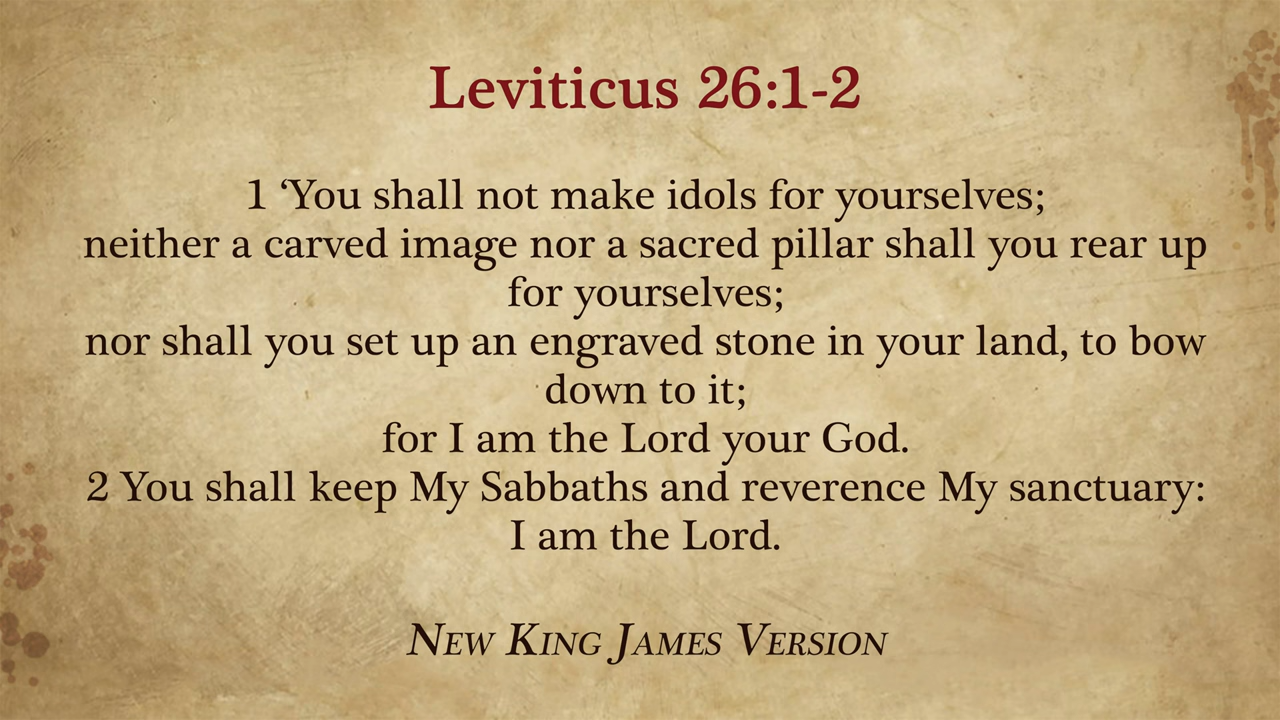 Leviticus 26:1-2
1 ‘You shall not make idols for yourselves;
neither a carved image nor a sacred pillar shall you rear up
for yourselves;
nor shall you set up an engraved stone in your land, to bow
down to it;
for I am the Lord your God.
2 You shall keep My Sabbaths and reverence My sanctuary:
I am the Lord.
New King James Version